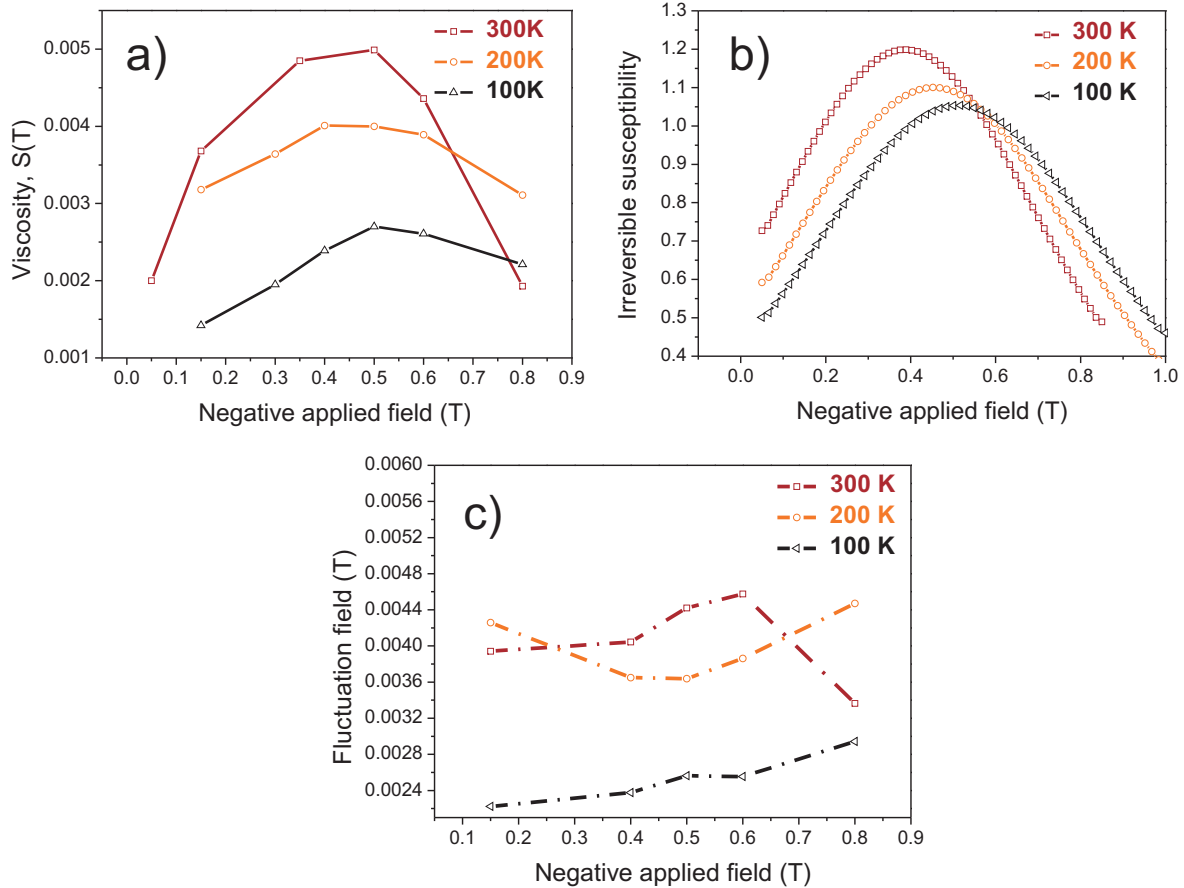 a)
300K
200K
100K
0.005
0.004
0.003
0.002
0.001
Viscosity, S(T)
0.0 0.1 0.2 0.3 0.4 0.5 0.6 0.7 0.8 0.9
Negative applied field (T)
b)
300 K
200 K
100 K
1.3
1.2
1.1
1.0
0.9
0.8
0.7
0.6
0.5
0.4
Irreversible susceptibility
0.0 0.2 0.4 0.6 0.8 1.0
Negative applied field (T)
c)
300 K
200 K
100 K
0.0060
0.0056
0.0052
0.0048
0.0044
0.0040
0.0036
0.0032
0.0028
0.0024
Fluctuation field (T)
0.1 0.2 0.3 0.4 0.5 0.6 0.7 0.8 0.9
Negative applied field (T)